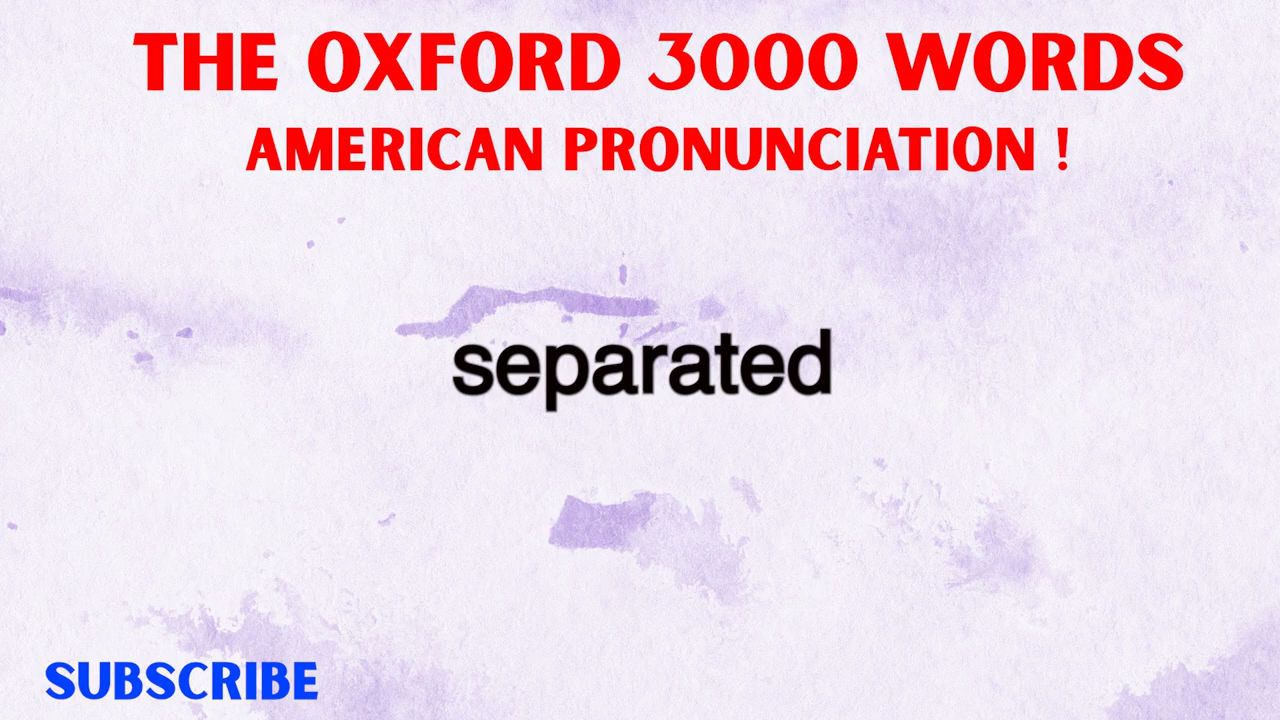 THE OXFORD 3000 WORDS
AMERICAN PRONUNCIATION !
separated
SUBSCRIBE